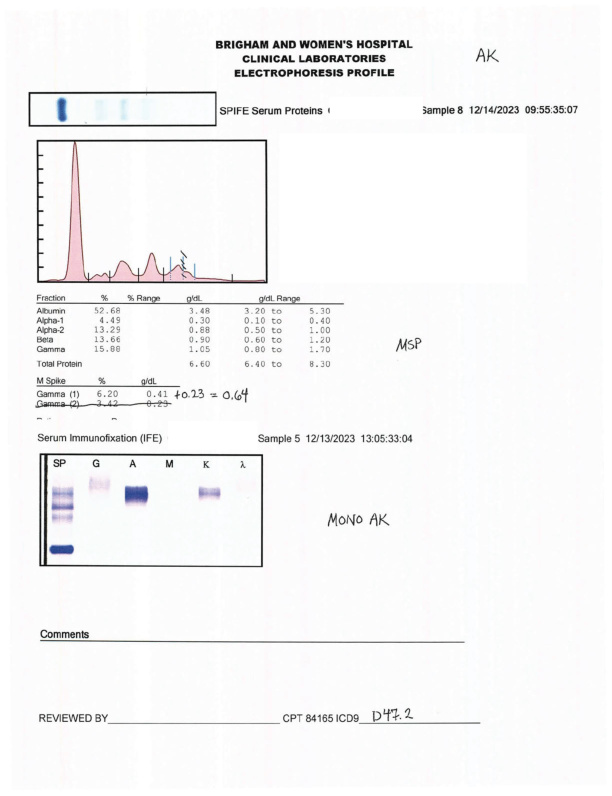 BRIGHAM AND WOMEN'S HOSPITAL
CLINICAL LABORATORIES
ELECTROPHORESIS PROFILE
AK
SPIFE Serum Proteins Sample 8 12/14/2023 09:55:35:07
Fraction % % Range g/dL g/dL Range
Albumin 52.68 3.48 3.20 to 5.30
Alpha-1 4.49 0.30 0.10 to 0.40
Alpha-2 13.29 0.88 0.50 to 1.00
Beta 13.66 0.90 0.60 to 1.20
Gamma 15.88 1.05 0.80 to 1.70
MSP
Total Protein 6.60 6.40 to 8.30
M Spike % g/dL
Gamma (1) 6.20 0.41 +0.23 = 0.64
Gamma (2) 3.42 0.23
Serum Immunofixation (IFE) Sample 5 12/13/2023 13:05:33:04
SP G A M K λ
MONO AK
Comments
REVIEWED BY CPT 84165 ICD9 D47.2